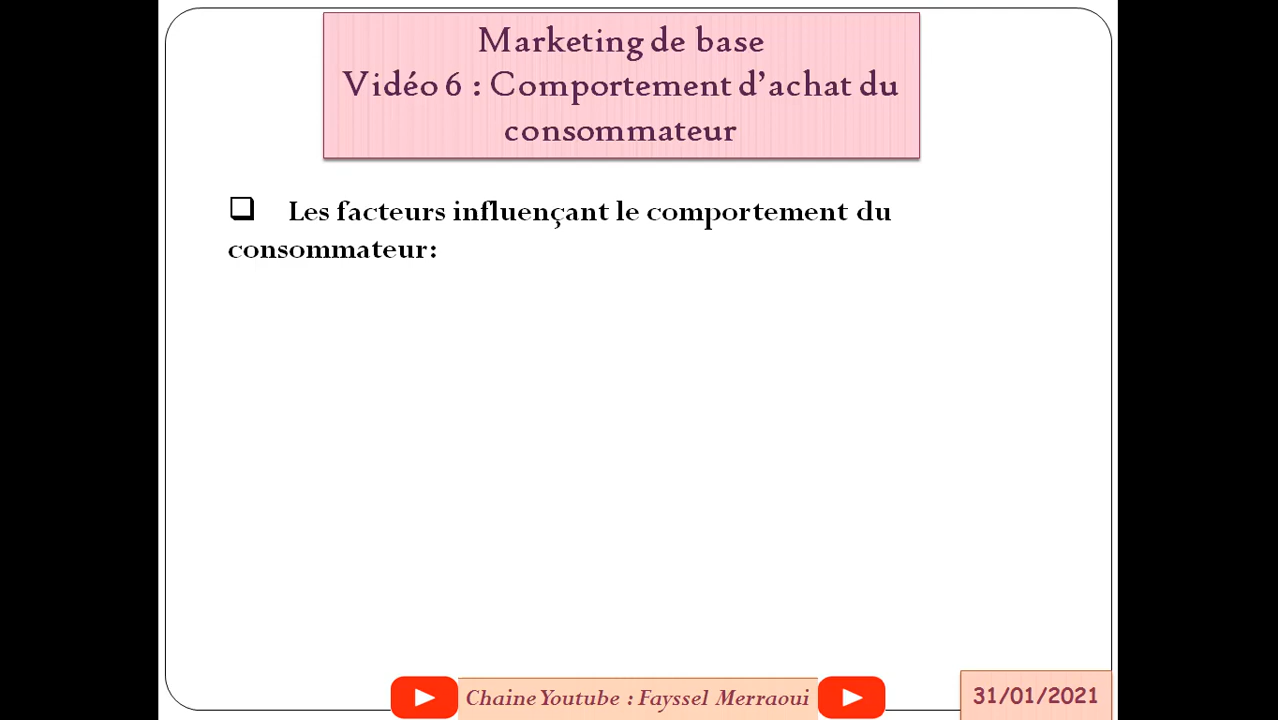 Marketing de base
Vidéo 6 : Comportement d’achat du
consommateur
Les facteurs influençant le comportement du
consommateur:
Chaine Youtube : Fayssel Merraoui
31/01/2021